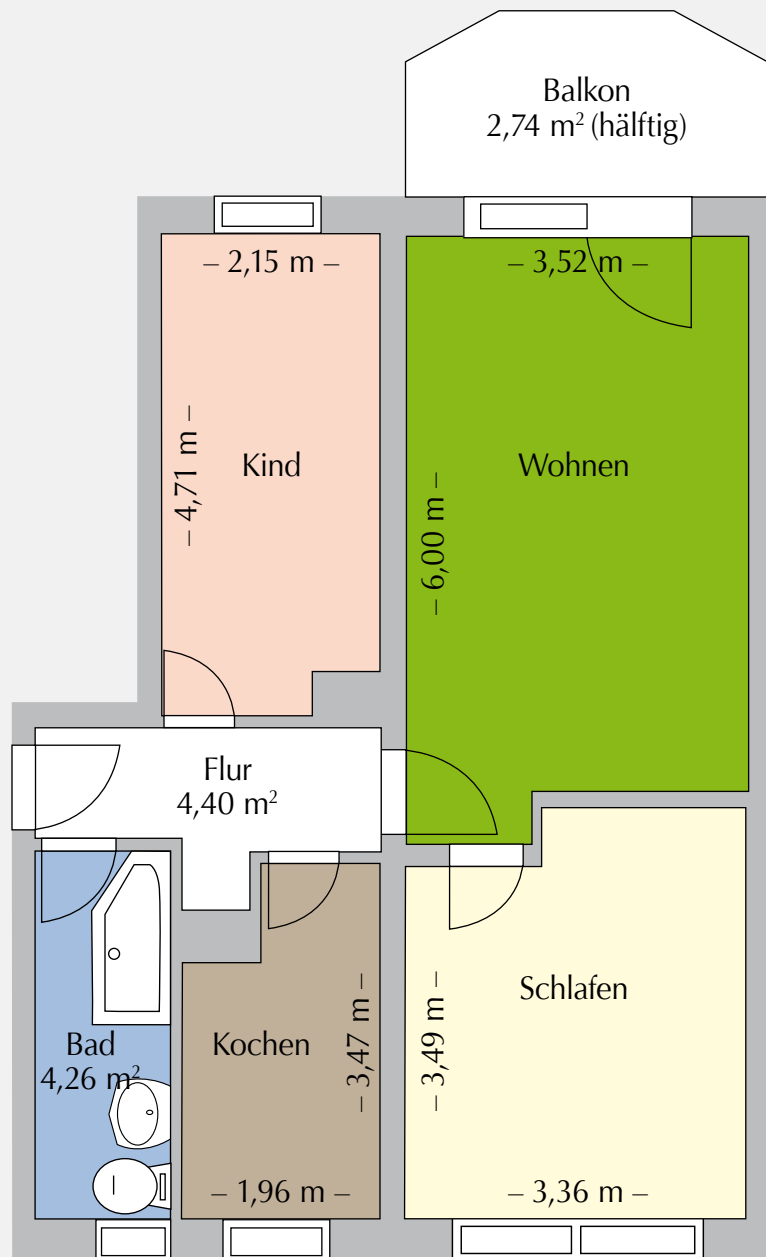 Balkon
2,74 m² (hälftig)
– 2,15 m –
– 3,52 m –
– 4,71 m –
Kind
Wohnen
– 6,00 m –
Flur
4,40 m²
Schlafen
Bad
4,26 m²
Kochen
– 3,47 m –
– 3,49 m –
– 1,96 m –
– 3,36 m –